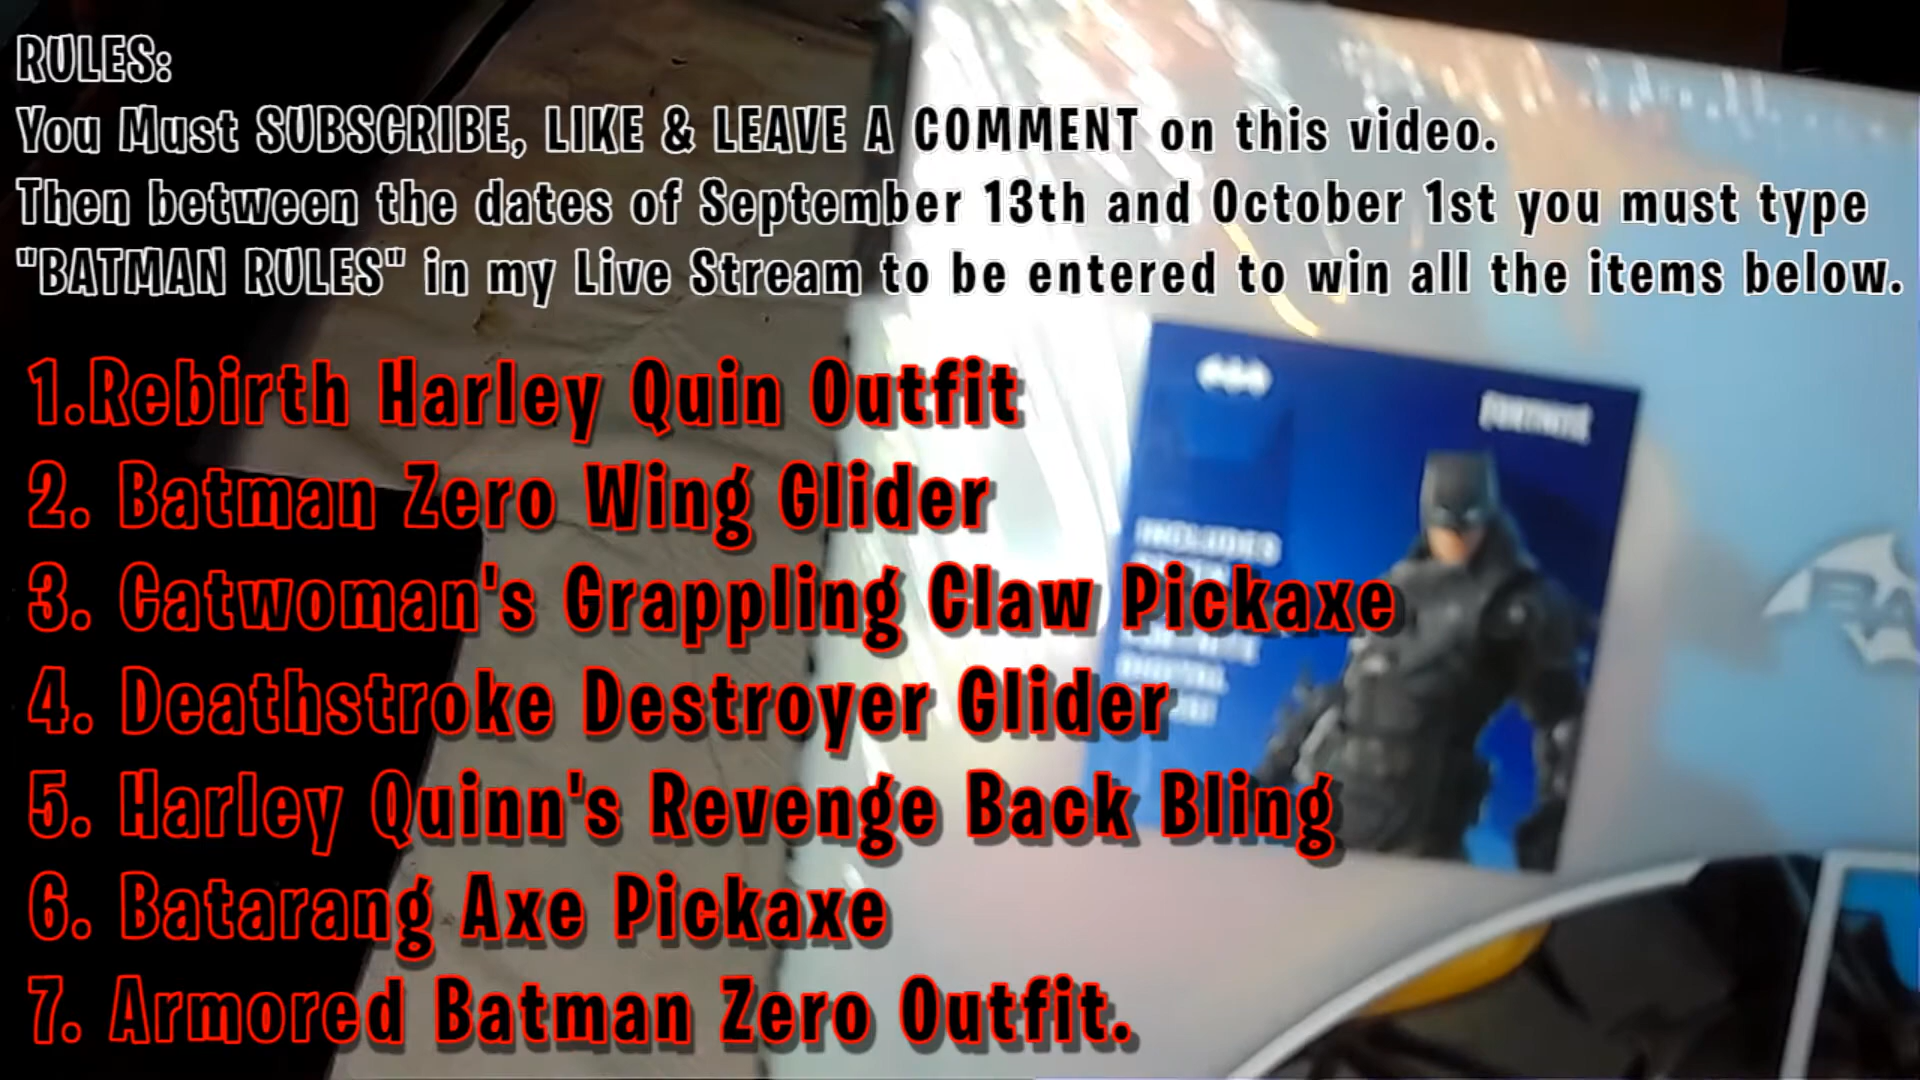 RULES:
You Must SUBSCRIBE, LIKE & LEAVE A COMMENT on this video.
Then between the dates of September 13th and October 1st you must type
"BATMAN RULES" in my Live Stream to be entered to win all the items below.
1.Rebirth Harley Quin Outfit
2. Batman Zero Wing Glider
3. Catwoman's Grappling Claw Pickaxe
4. Deathstroke Destroyer Glider
5. Harley Quinn's Revenge Back Bling
6. Batarang Axe Pickaxe
7. Armored Batman Zero Outfit.
FORTNITE
INCLUDES
DIGITAL